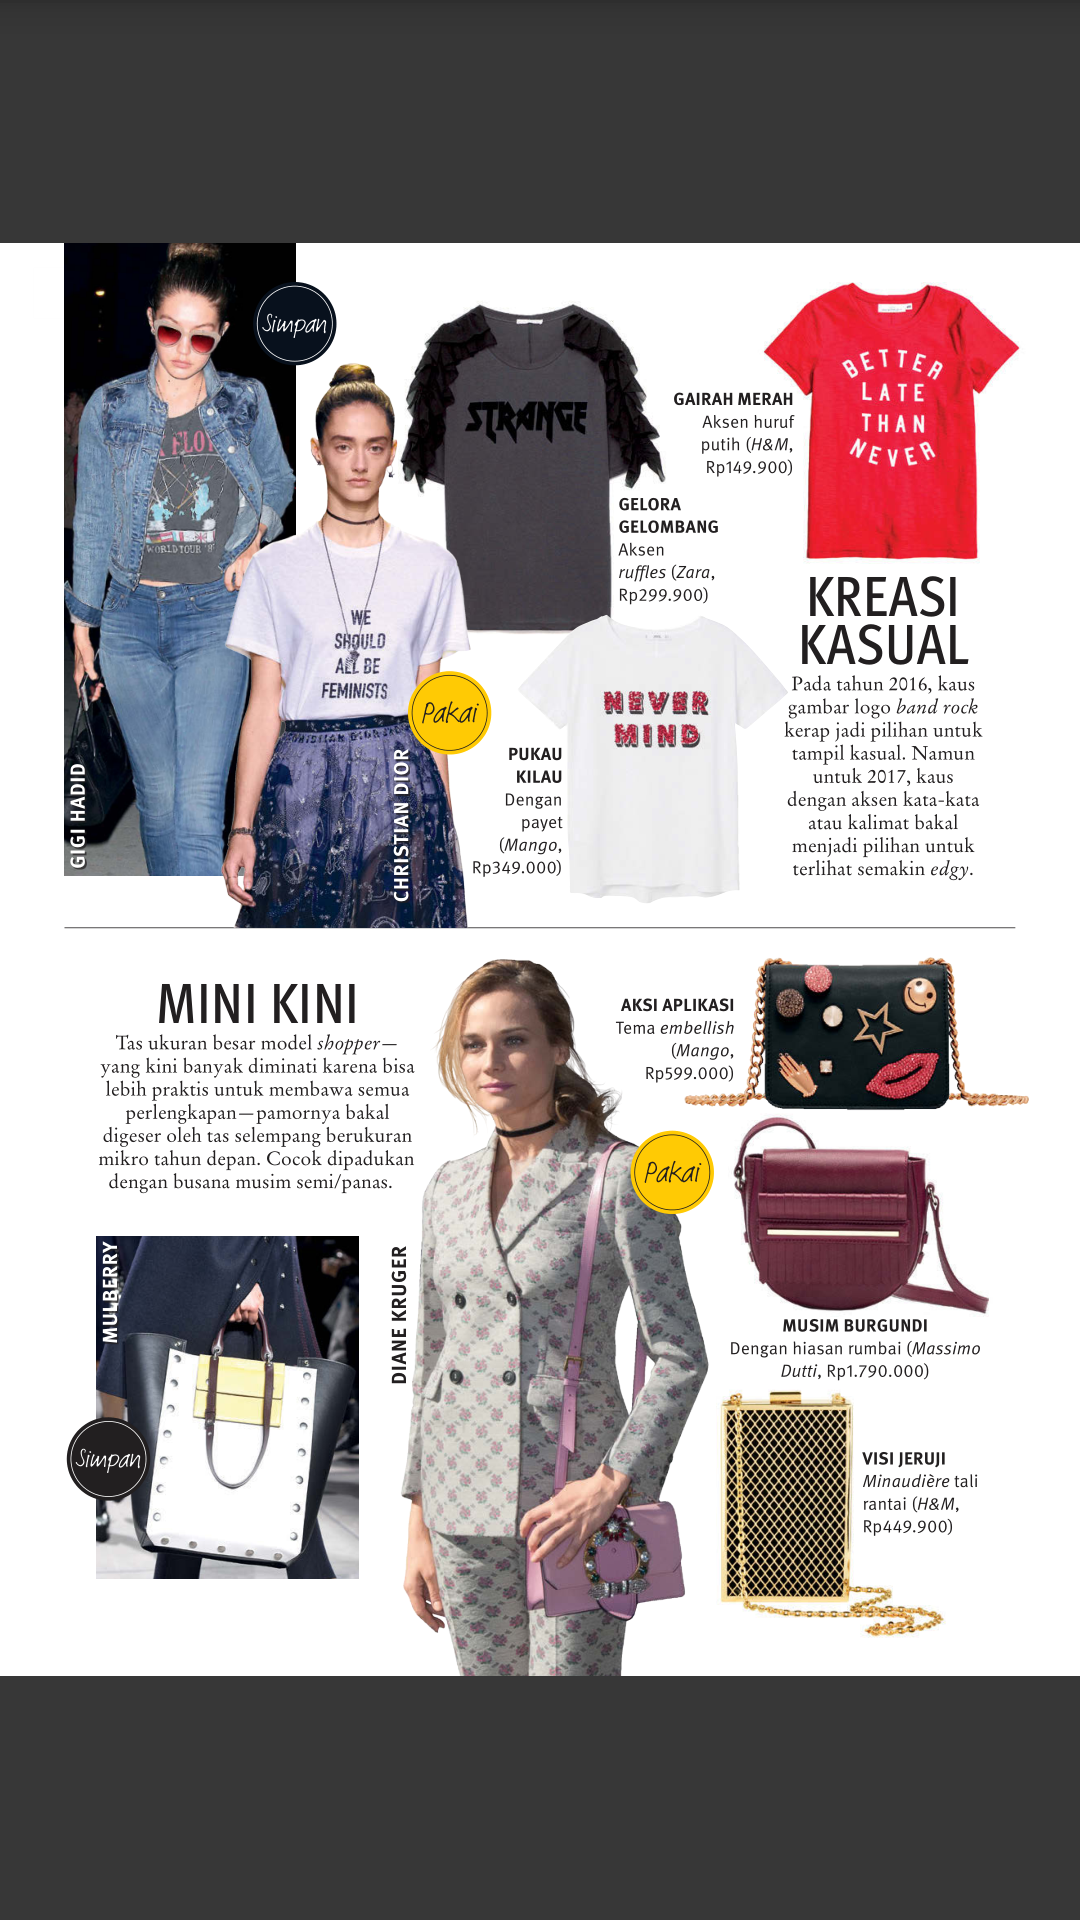 Simpan
GIGI HADID
WORLD TOUR
WE
SHOULD
ALL BE
FEMINISTS
CHRISTIAN DIOR
Pakai
STRANGE
GELORA
GELOMBANG
Aksen
ruffles (Zara,
Rp299.900)
GAIRAH MERAH
Aksen huruf
putih (H&M,
Rp149.900)
BETTER
LATE
THAN
NEVER
NEVER
MIND
PUKAU
KILAU
Dengan
payet
(Mango,
Rp349.000)
KREASI
KASUAL
Pada tahun 2016, kaus
gambar logo band rock
kerap jadi pilihan untuk
tampil kasual. Namun
untuk 2017, kaus
dengan aksen kata-kata
atau kalimat bakal
menjadi pilihan untuk
terlihat semakin edgy.
MINI KINI
Tas ukuran besar model shopper—
yang kini banyak diminati karena bisa
lebih praktis untuk membawa semua
perlengkapan—pamornya bakal
digeser oleh tas selempang berukuran
mikro tahun depan. Cocok dipadukan
dengan busana musim semi/panas.
MULBERRY
Simpan
DIANE KRUGER
Pakai
AKSI APLIKASI
Tema embellish
(Mango,
Rp599.000)
MUSIM BURGUNDI
Dengan hiasan rumbai (Massimo
Dutti, Rp1.790.000)
VISI JERUJI
Minaudière tali
rantai (H&M,
Rp449.900)